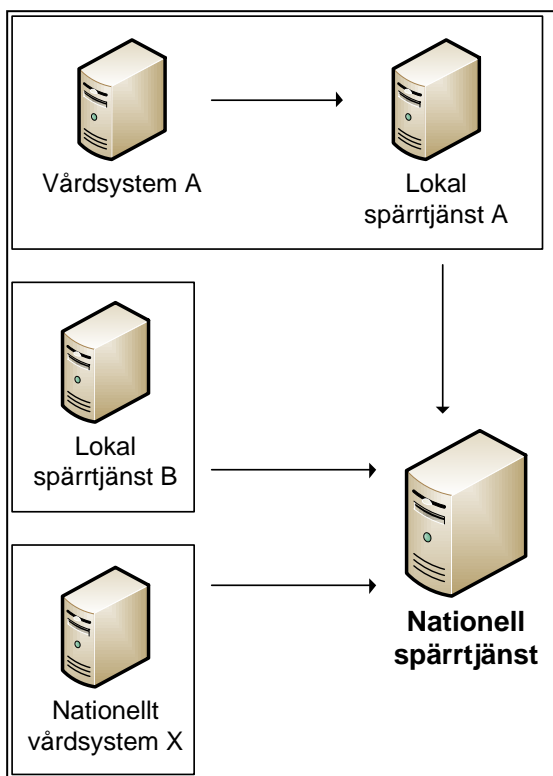 Vårdsystem A
Lokal
spärrtjänst A
Lokal
spärrtjänst B
Nationell
spärrtjänst
Nationellt
vårdsystem X